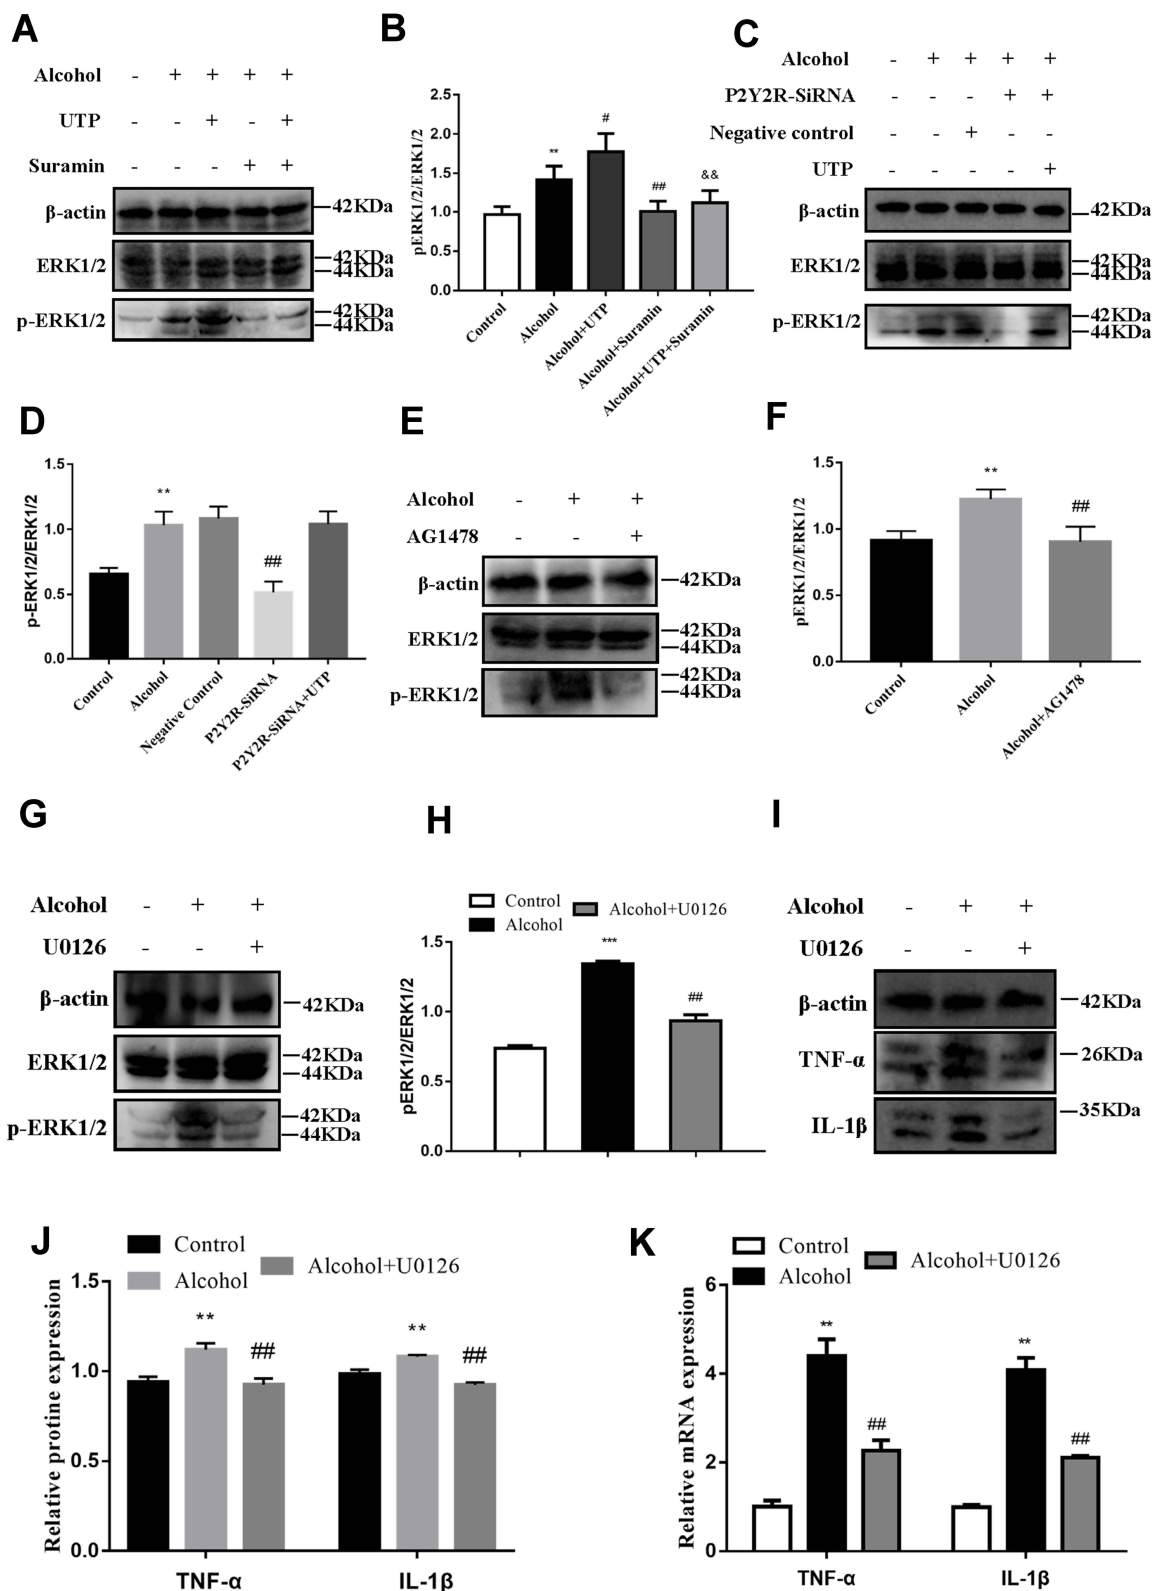 A
Alcohol - + + + +
UTP - - + - +
Suramin - - - + +
β-actin 42KDa
ERK1/2 42KDa
44KDa
p-ERK1/2 42KDa
44KDa
B
pERK1/2/ERK1/2
2.5
2.0
1.5
1.0
0.5
0.0
** # ## &&
Control
Alcohol
Alcohol+UTP
Alcohol+Suramin
Alcohol+UTP+Suramin
C
Alcohol - + + + +
P2Y2R-SiRNA - - - + +
Negative control - - + - -
UTP - - - - +
β-actin 42KDa
ERK1/2 42KDa
44KDa
p-ERK1/2 42KDa
44KDa
D
p-ERK1/2/ERK1/2
1.5
1.0
0.5
0.0
** ##
Control
Alcohol
Negative Control
P2Y2R-SiRNA
P2Y2R-SiRNA+UTP
E
Alcohol - + +
AG1478 - - +
β-actin 42KDa
ERK1/2 42KDa
44KDa
p-ERK1/2 42KDa
44KDa
F
pERK1/2/ERK1/2
1.5
1.0
0.5
0.0
** ##
Control
Alcohol
Alcohol+AG1478
G
Alcohol - + +
U0126 - - +
β-actin 42KDa
ERK1/2 42KDa
44KDa
p-ERK1/2 42KDa
44KDa
H
Control
Alcohol
Alcohol+U0126
pERK1/2/ERK1/2
1.5
1.0
0.5
0.0
*** ##
I
Alcohol - + +
U0126 - - +
β-actin 42KDa
TNF-α 26KDa
IL-1β 35KDa
J
Control
Alcohol
Alcohol+U0126
Relative protine expression
1.5
1.0
0.5
0.0
** ## ** ##
TNF-α IL-1β
K
Control
Alcohol
Alcohol+U0126
Relative mRNA expression
6
4
2
0
** ## ** ##
TNF-α IL-1β